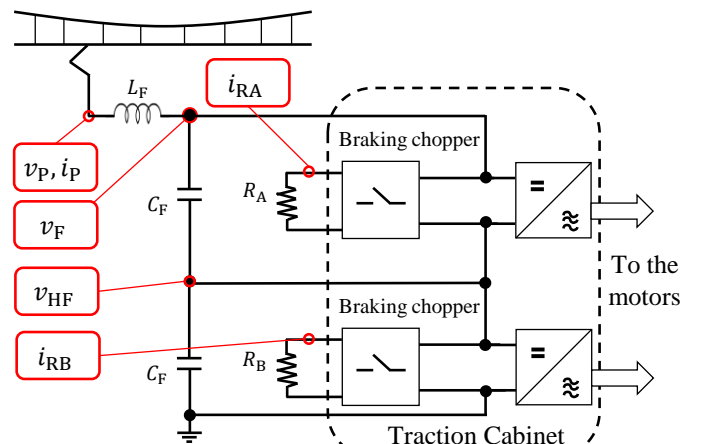 L_F
i_RA
Braking chopper
v_P, i_P
C_F
R_A
=
≈
v_F
To the
motors
v_HF
Braking chopper
i_RB
C_F
R_B
=
≈
Traction Cabinet